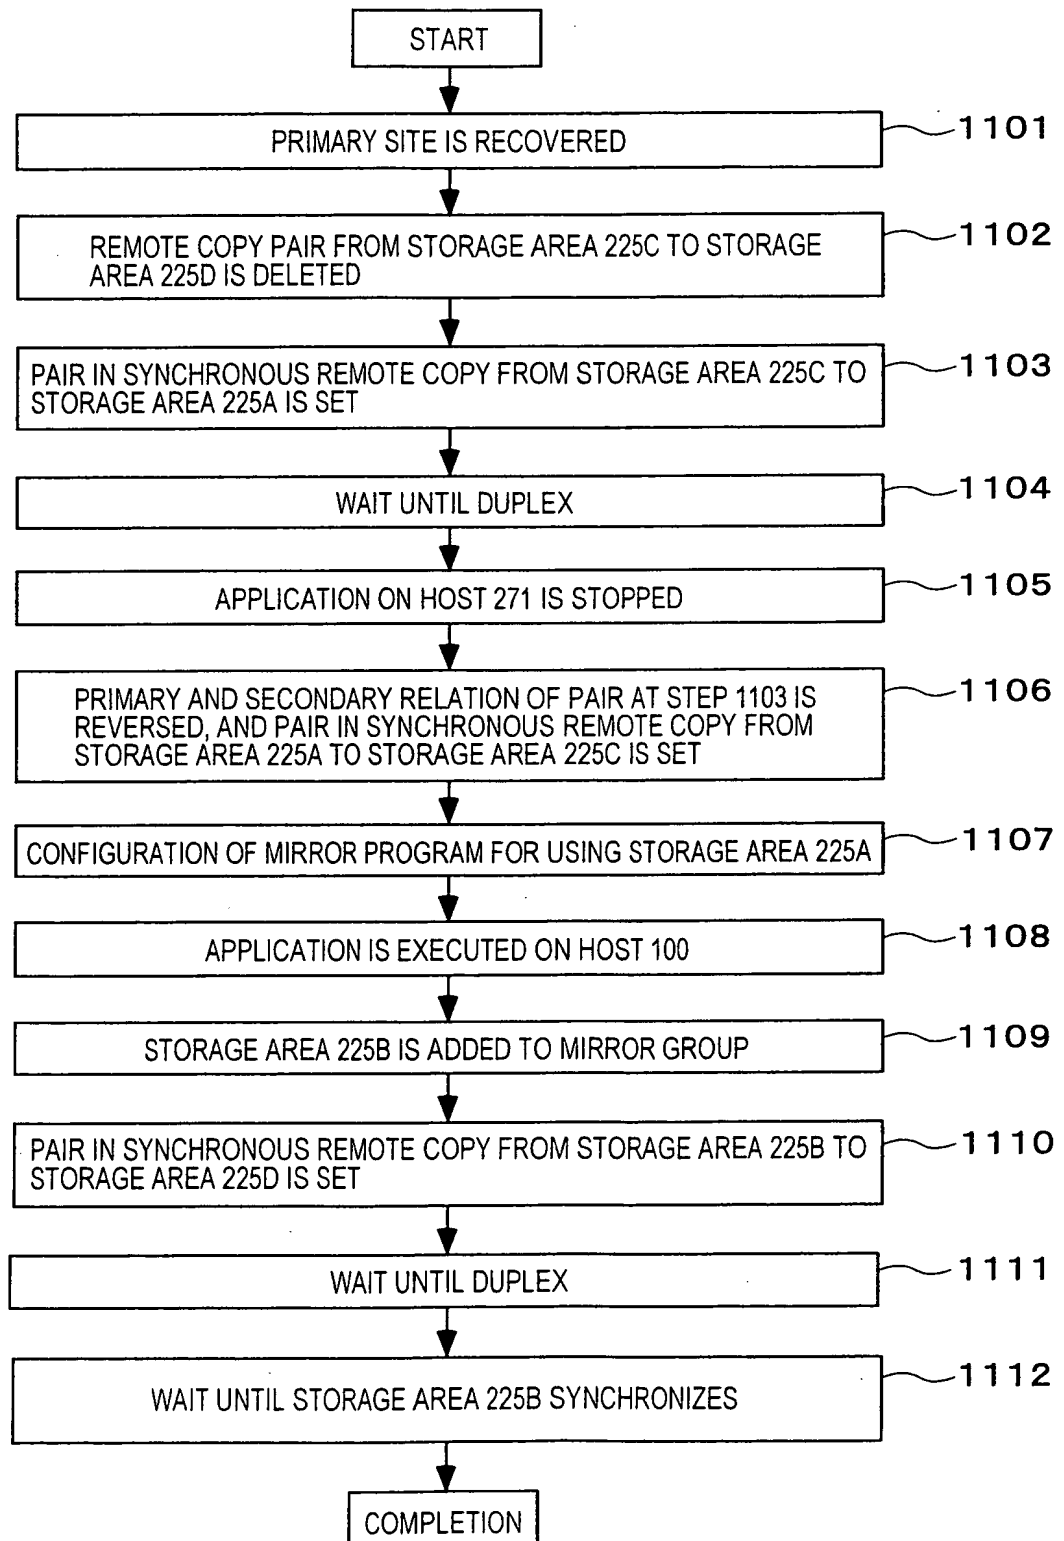 START
PRIMARY SITE IS RECOVERED
1101
REMOTE COPY PAIR FROM STORAGE AREA 225C TO STORAGE
AREA 225D IS DELETED
1102
PAIR IN SYNCHRONOUS REMOTE COPY FROM STORAGE AREA 225C TO
STORAGE AREA 225A IS SET
1103
WAIT UNTIL DUPLEX
1104
APPLICATION ON HOST 271 IS STOPPED
1105
PRIMARY AND SECONDARY RELATION OF PAIR AT STEP 1103 IS
REVERSED, AND PAIR IN SYNCHRONOUS REMOTE COPY FROM
STORAGE AREA 225A TO STORAGE AREA 225C IS SET
1106
CONFIGURATION OF MIRROR PROGRAM FOR USING STORAGE AREA 225A
1107
APPLICATION IS EXECUTED ON HOST 100
1108
STORAGE AREA 225B IS ADDED TO MIRROR GROUP
1109
PAIR IN SYNCHRONOUS REMOTE COPY FROM STORAGE AREA 225B TO
STORAGE AREA 225D IS SET
1110
WAIT UNTIL DUPLEX
1111
WAIT UNTIL STORAGE AREA 225B SYNCHRONIZES
1112
COMPLETION